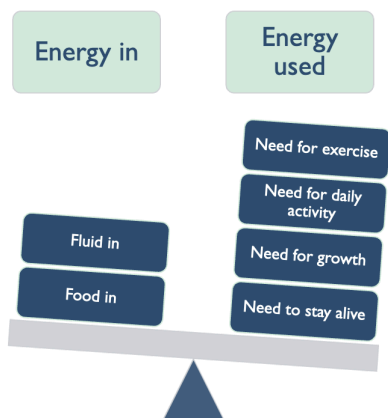 Energy in
Energy
used
Need for exercise
Need for daily
activity
Fluid in
Need for growth
Food in
Need to stay alive